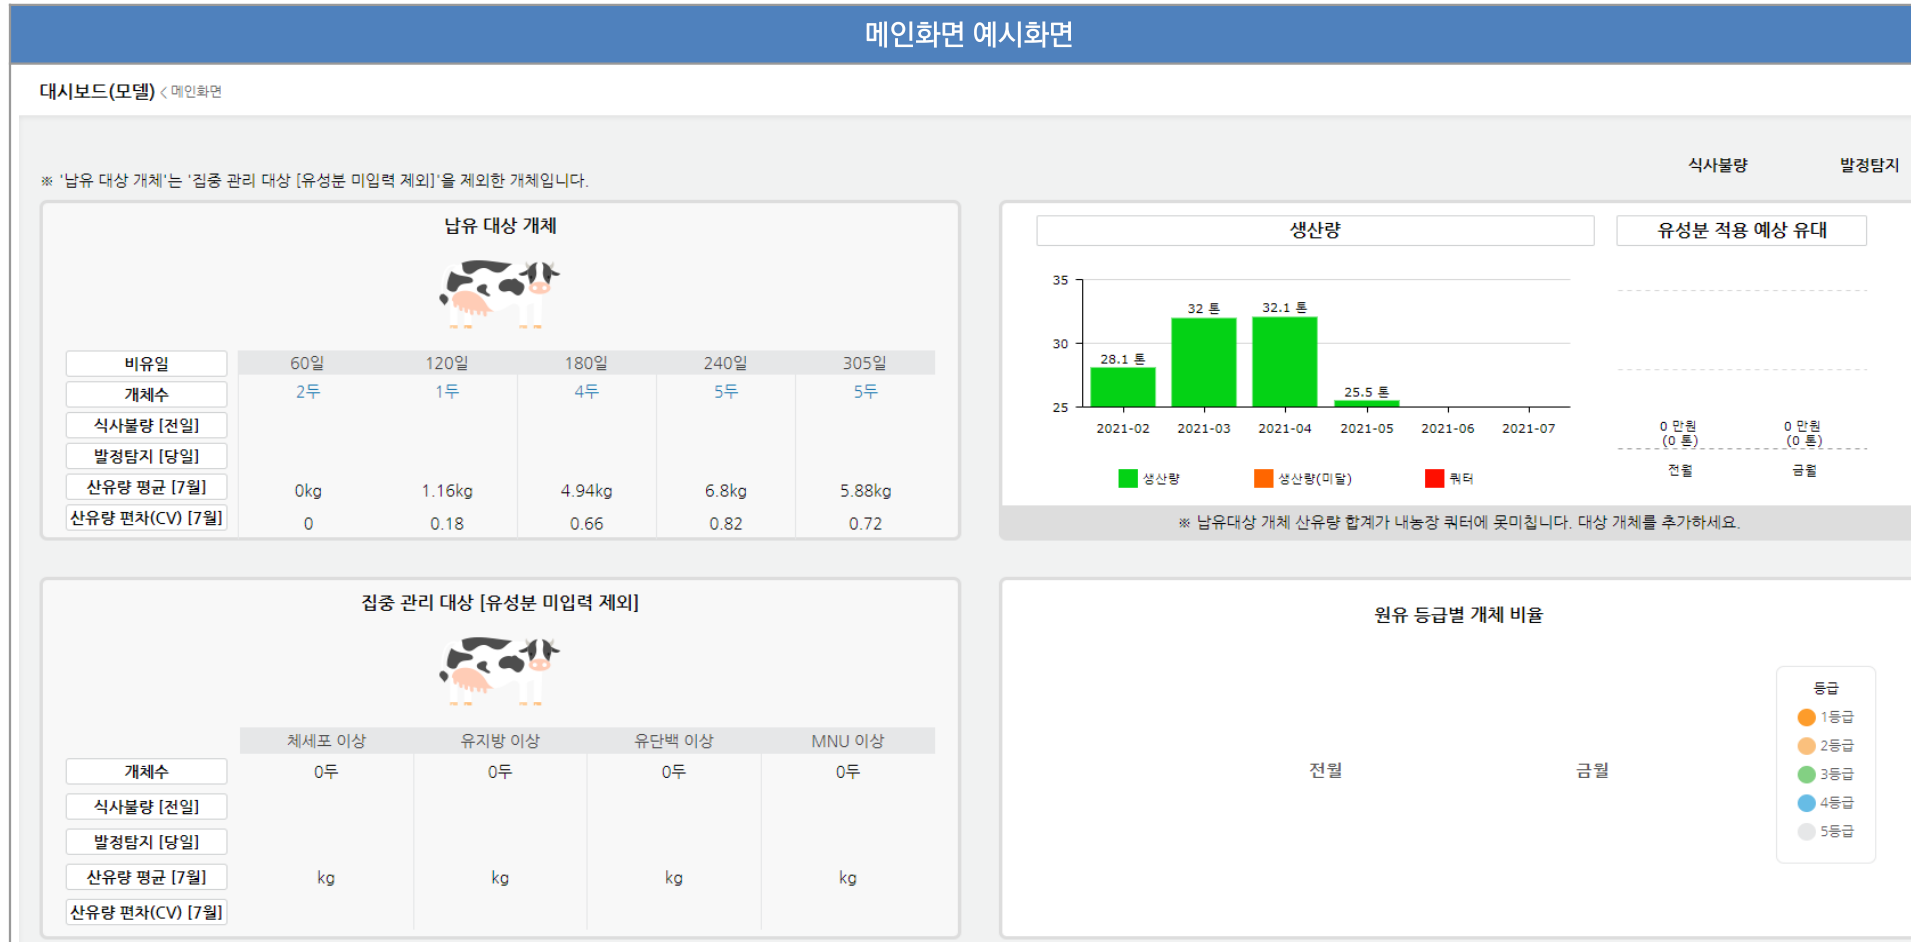 메인화면 예시화면
대시보드(모델) < 메인화면
식사불량 발정탐지
※ '납유 대상 개체'는 '집중 관리 대상 [유성분 미입력 제외]'을 제외한 개체입니다.
납유 대상 개체
비유일 60일 120일 180일 240일 305일
개체수 2두 1두 4두 5두 5두
식사불량 [전일]
발정탐지 [당일]
산유량 평균 [7월] 0kg 1.16kg 4.94kg 6.8kg 5.88kg
산유량 편차(CV) [7월] 0 0.18 0.66 0.82 0.72
생산량
35
30
25
28.1 톤 32 톤 32.1 톤 25.5 톤
2021-02 2021-03 2021-04 2021-05 2021-06 2021-07
생산량 생산량(미달) 쿼터
유성분 적용 예상 유대
0 만원 0 만원
(0 톤) (0 톤)
전월 금월
※ 납유대상 개체 산유량 합계가 내농장 쿼터에 못미칩니다. 대상 개체를 추가하세요.
집중 관리 대상 [유성분 미입력 제외]
체세포 이상 유지방 이상 유단백 이상 MNU 이상
개체수 0두 0두 0두 0두
식사불량 [전일]
발정탐지 [당일]
산유량 평균 [7월] kg kg kg kg
산유량 편차(CV) [7월]
원유 등급별 개체 비율
전월 금월
등급
1등급
2등급
3등급
4등급
5등급